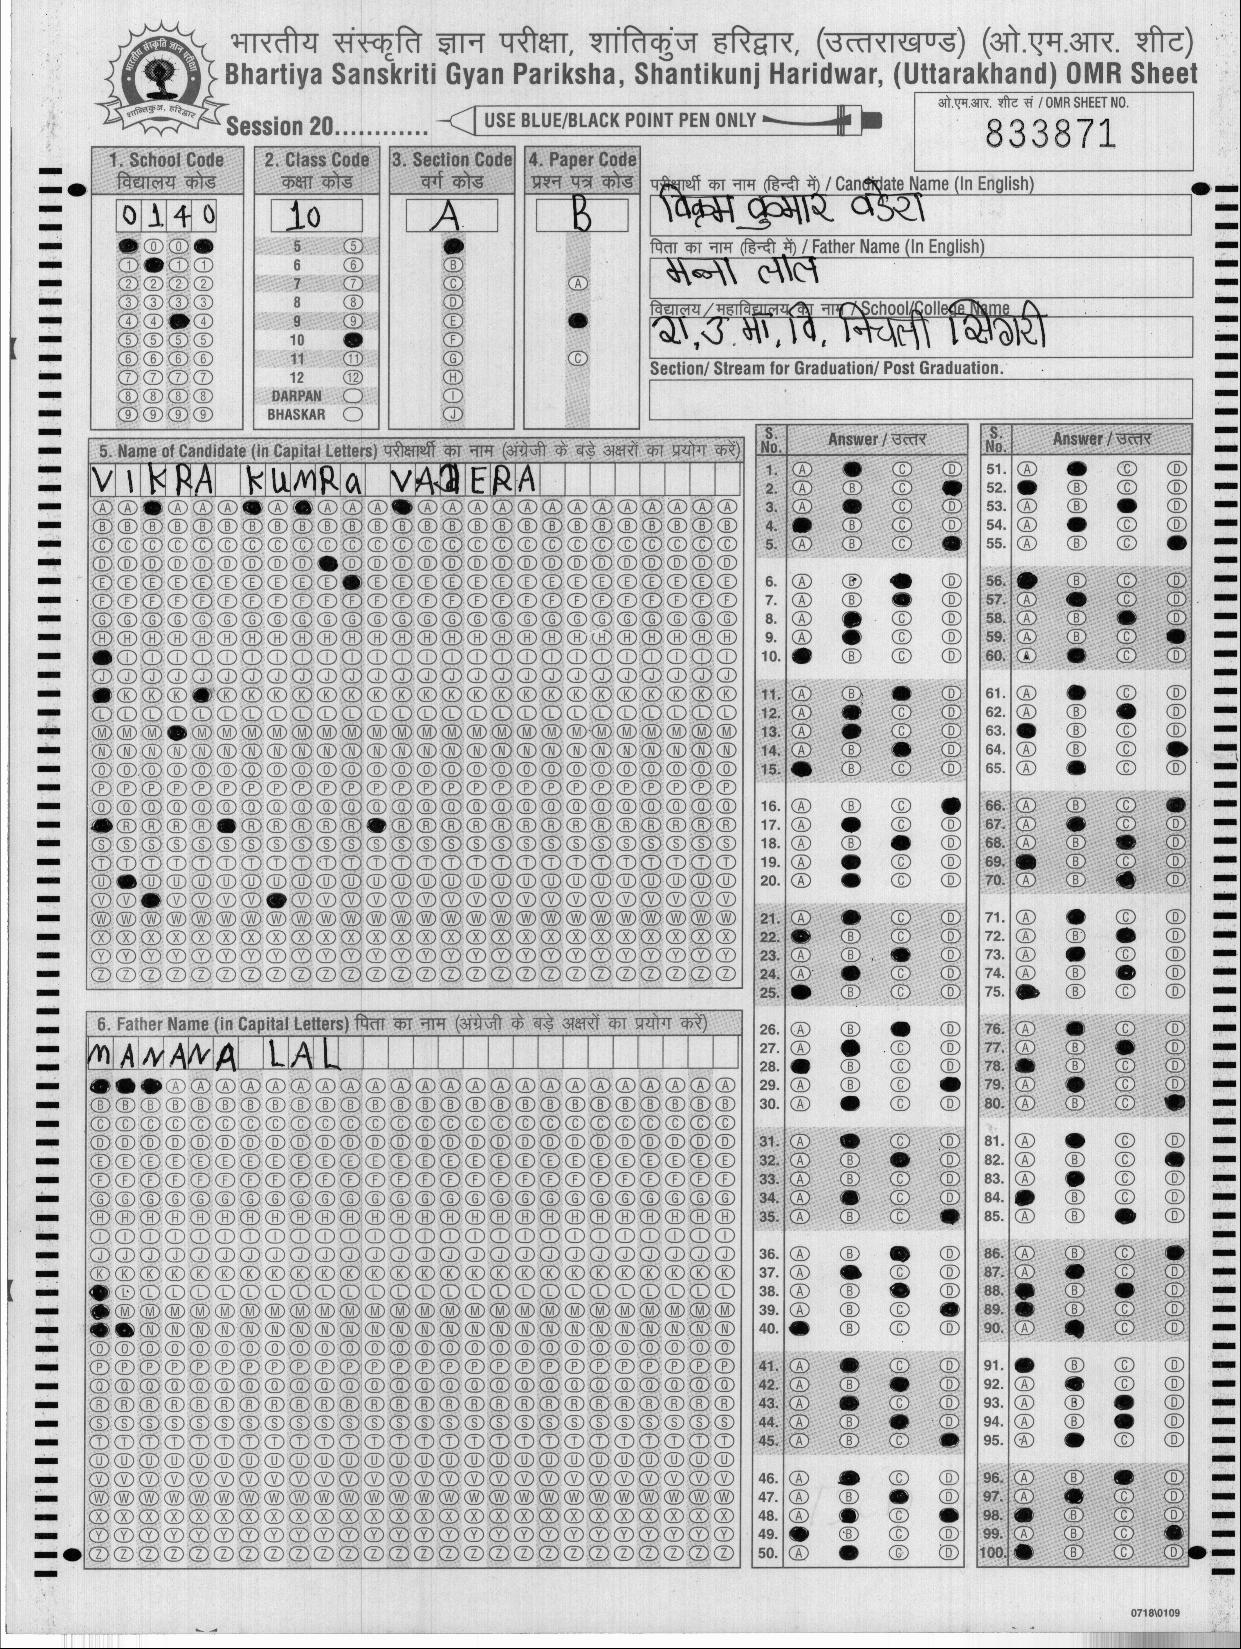 भारतीय संस्कृति ज्ञान परीक्षा, शांतिकुंज हरिद्वार, (उत्तराखण्ड) (ओ.एम.आर. शीट)
Bhartiya Sanskriti Gyan Pariksha, Shantikunj Haridwar, (Uttarakhand) OMR Sheet
Session 20............ USE BLUE/BLACK POINT PEN ONLY
ओ.एम.आर. शीट सं / OMR SHEET NO.
833871
1. School Code
विद्यालय कोड
0140
2. Class Code
कक्षा कोड
10
5
6
7
8
9
10
11
12
DARPAN
BHASKAR
3. Section Code
वर्ग कोड
A
4. Paper Code
प्रश्न पत्र कोड
B
परीक्षार्थी का नाम (हिन्दी में) / Candidate Name (In English)
विक्रम कुमार वडेरा
पिता का नाम (हिन्दी में) / Father Name (In English)
मन्ना लाल
विद्यालय / महाविद्यालय का नाम / School/College Name
रा.उ.मा.वि. निचली सिगरी
Section/ Stream for Graduation/ Post Graduation.
5. Name of Candidate (in Capital Letters) परीक्षार्थी का नाम (अंग्रेजी के बड़े अक्षरों का प्रयोग करें)
VIKRA KUMRa VADERA
6. Father Name (in Capital Letters) पिता का नाम (अंग्रेजी के बड़े अक्षरों का प्रयोग करें)
MANANA LAL
S. No. Answer / उत्तर
S. No. Answer / उत्तर
0718\0109